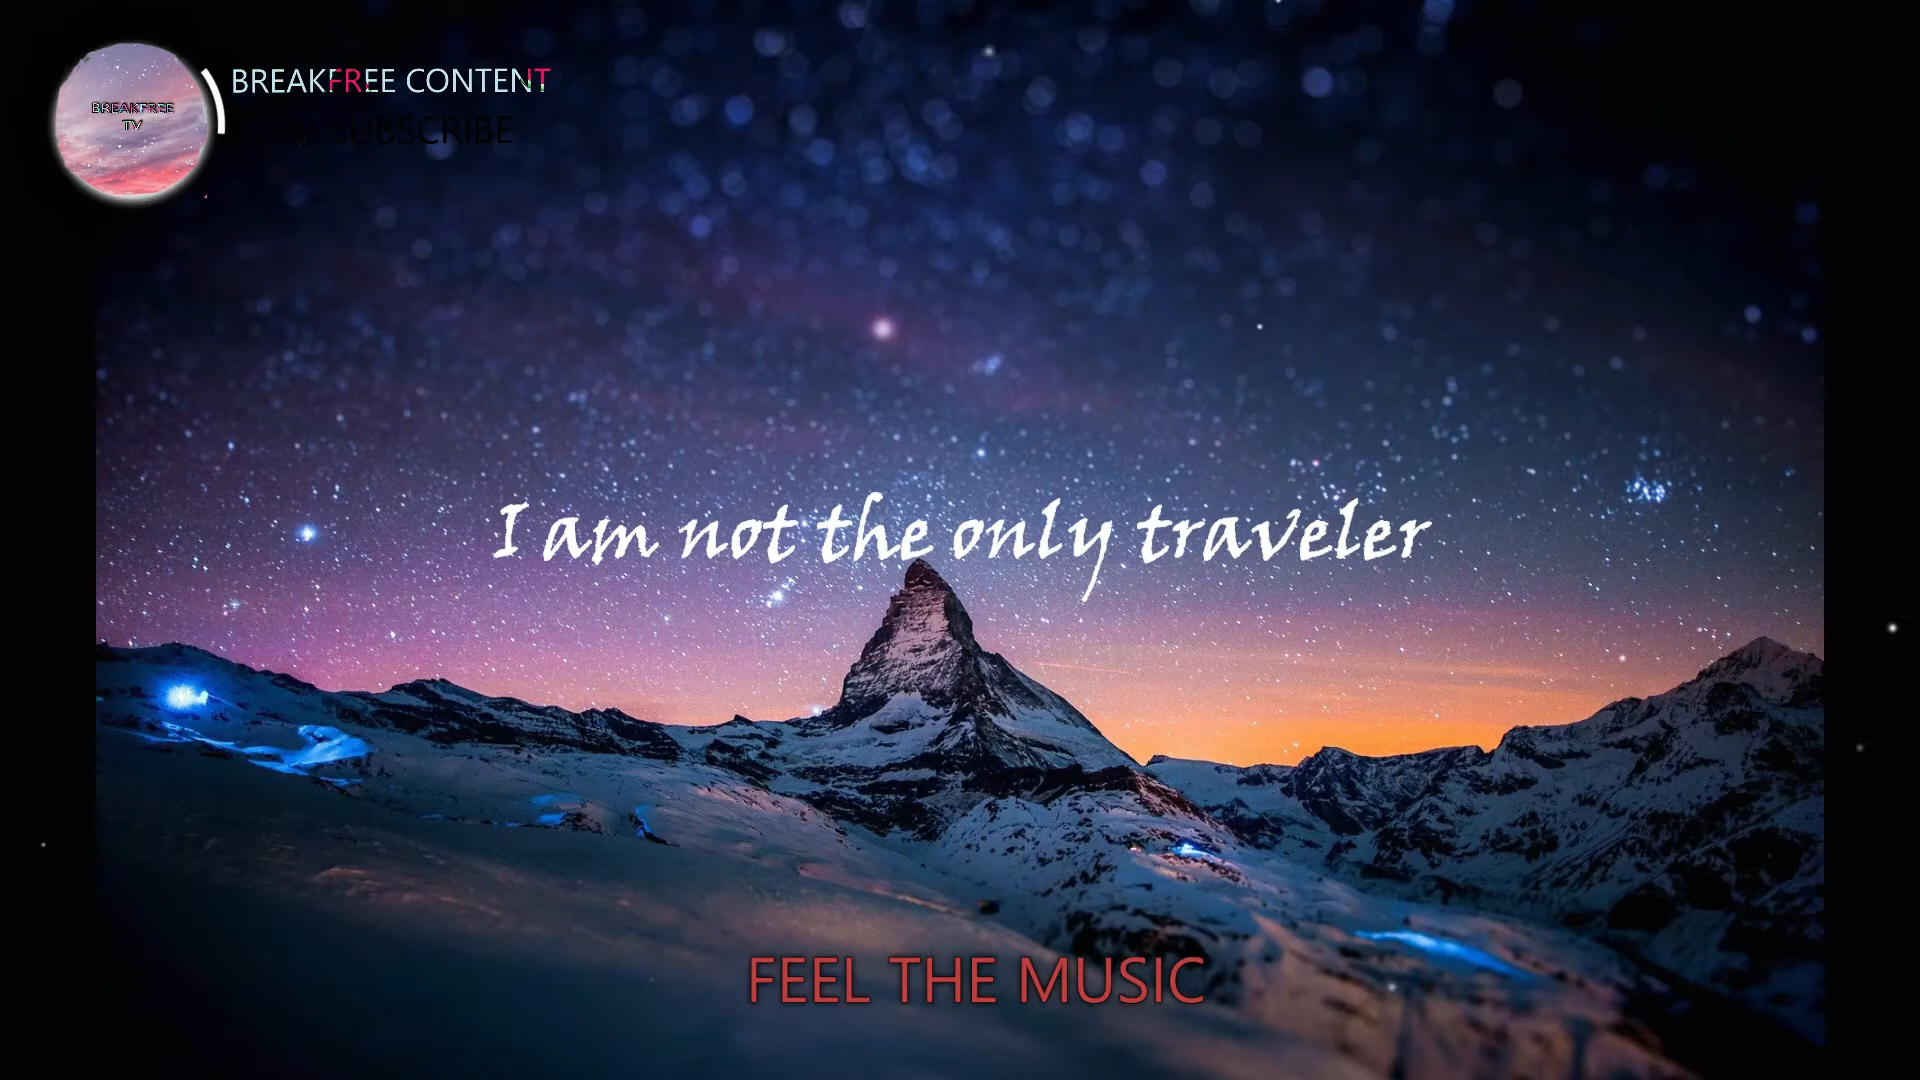 BREAKFREE CONTENT
BREAKFREE
TV
SUBSCRIBE
I am not the only traveler
FEEL THE MUSIC